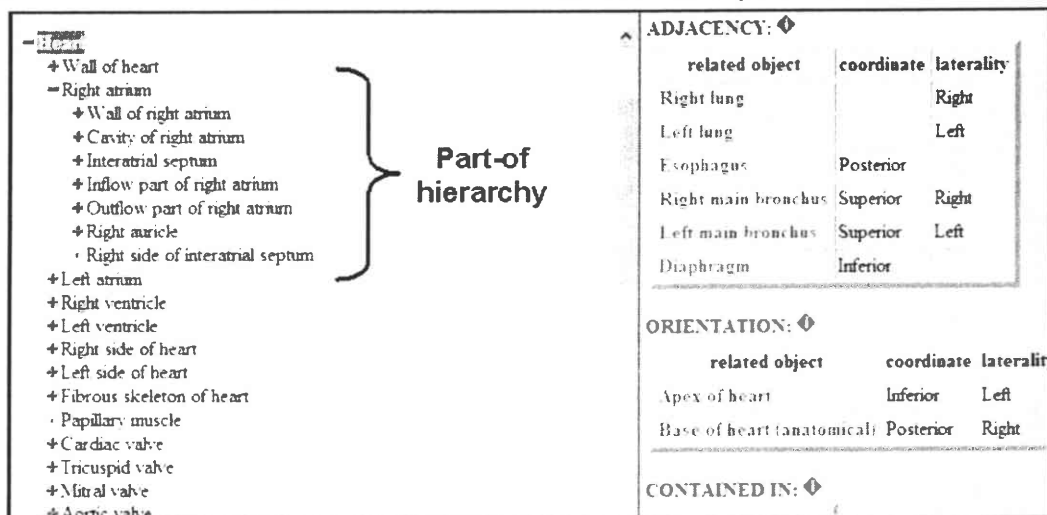 Heart
+Wall of heart
−Right atrium
+Wall of right atrium
+Cavity of right atrium
+Interatrial septum
+Inflow part of right atrium
+Outflow part of right atrium
+Right auricle
Right side of interatrial septum
+Left atrium
+Right ventricle
+Left ventricle
+Right side of heart
+Left side of heart
+Fibrous skeleton of heart
Papillary muscle
+Cardiac valve
+Tricuspid valve
+Mitral valve
+Aortic valve
Part-of
hierarchy
ADJACENCY:
related object coordinate laterality
Right lung Right
Left lung Left
Esophagus Posterior
Right main bronchus Superior Right
Left main bronchus Superior Left
Diaphragm Inferior
ORIENTATION:
related object coordinate laterali
Apex of heart Inferior Left
Base of heart (anatomical) Posterior Right
CONTAINED IN: